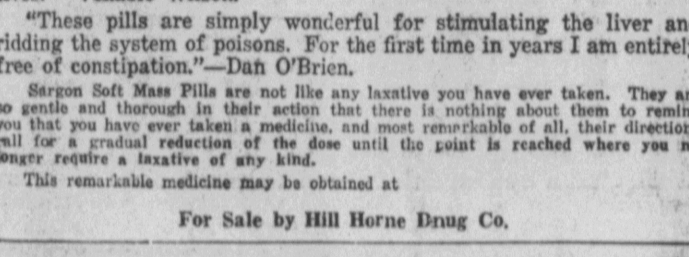 "These pills are simply wonderful for stimulating the liver an
ridding the system of poisons. For the first time in years I am entirel
free of constipation."—Dan O'Brien.
Sargon Soft Mass Pills are not like any laxative you have ever taken. They ar
so gentle and thorough in their action that there is nothing about them to remin
you that you have ever taken a medicine, and most remarkable of all, their direction
call for a gradual reduction of the dose until the point is reached where you n
onger require a laxative of any kind.
This remarkable medicine may be obtained at
For Sale by Hill Horne Drug Co.